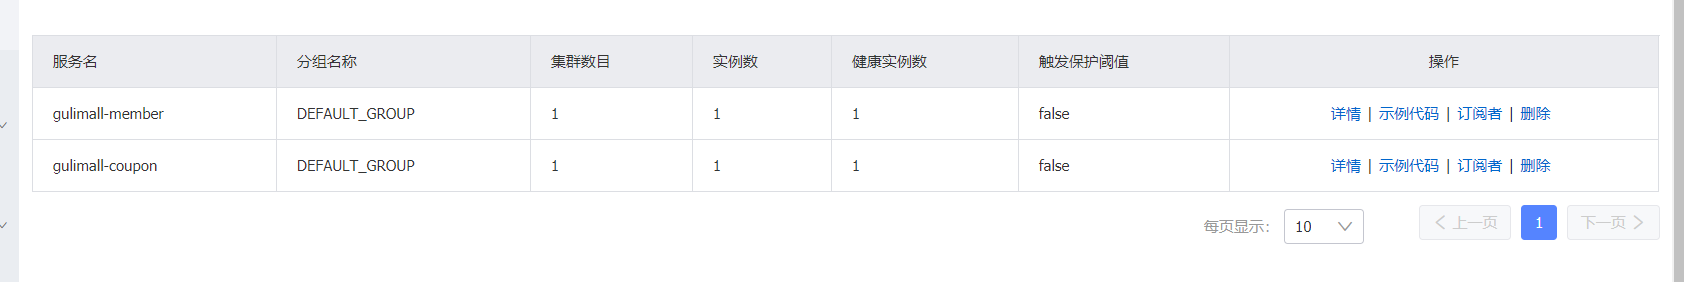 服务名 分组名称 集群数目 实例数 健康实例数 触发保护阈值 操作
gulimall-member DEFAULT_GROUP 1 1 1 false 详情 | 示例代码 | 订阅者 | 删除
gulimall-coupon DEFAULT_GROUP 1 1 1 false 详情 | 示例代码 | 订阅者 | 删除
每页显示: 10 上一页 1 下一页